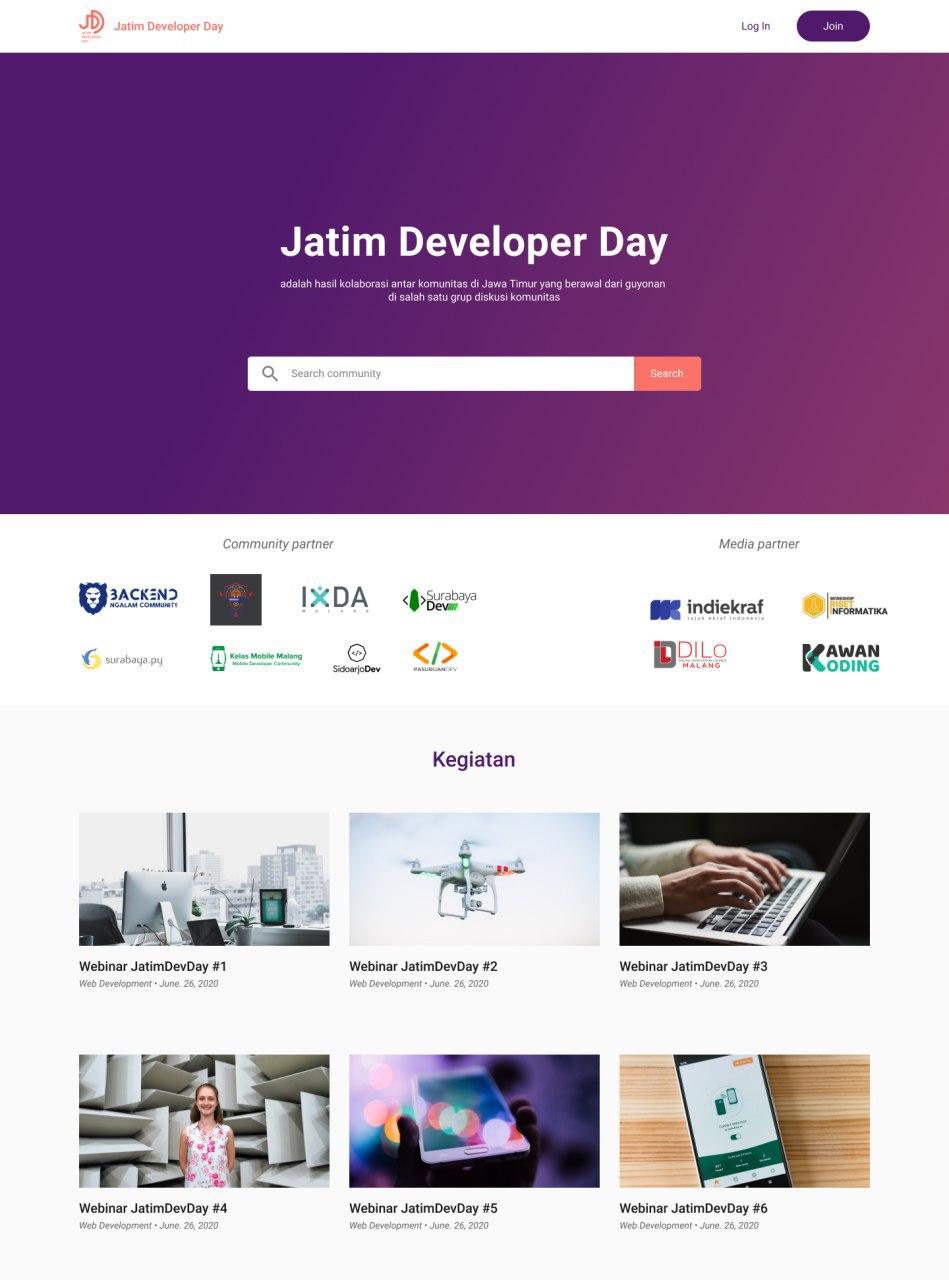 Jatim Developer Day
Log In
Join
Jatim Developer Day
adalah hasil kolaborasi antar komunitas di Jawa Timur yang berawal dari guyonan
di salah satu grup diskusi komunitas
Search community
Search
Community partner
Media partner
BACKEND
NGALAM COMMUNITY
IXDA
MALANG
Surabaya
Dev
indiekraf
tajuk ekraf indonesia
WORKSHOP
RISET
INFORMATIKA
surabaya.py
Kelas Mobile Malang
Mobile Developer Community
SidoarjoDev
PASURUANDEV
DILo
MALANG
KAWAN
KODING
Kegiatan
Webinar JatimDevDay #1
Web Development • June. 26, 2020
Webinar JatimDevDay #2
Web Development • June. 26, 2020
Webinar JatimDevDay #3
Web Development • June. 26, 2020
Webinar JatimDevDay #4
Web Development • June. 26, 2020
Webinar JatimDevDay #5
Web Development • June. 26, 2020
Webinar JatimDevDay #6
Web Development • June. 26, 2020